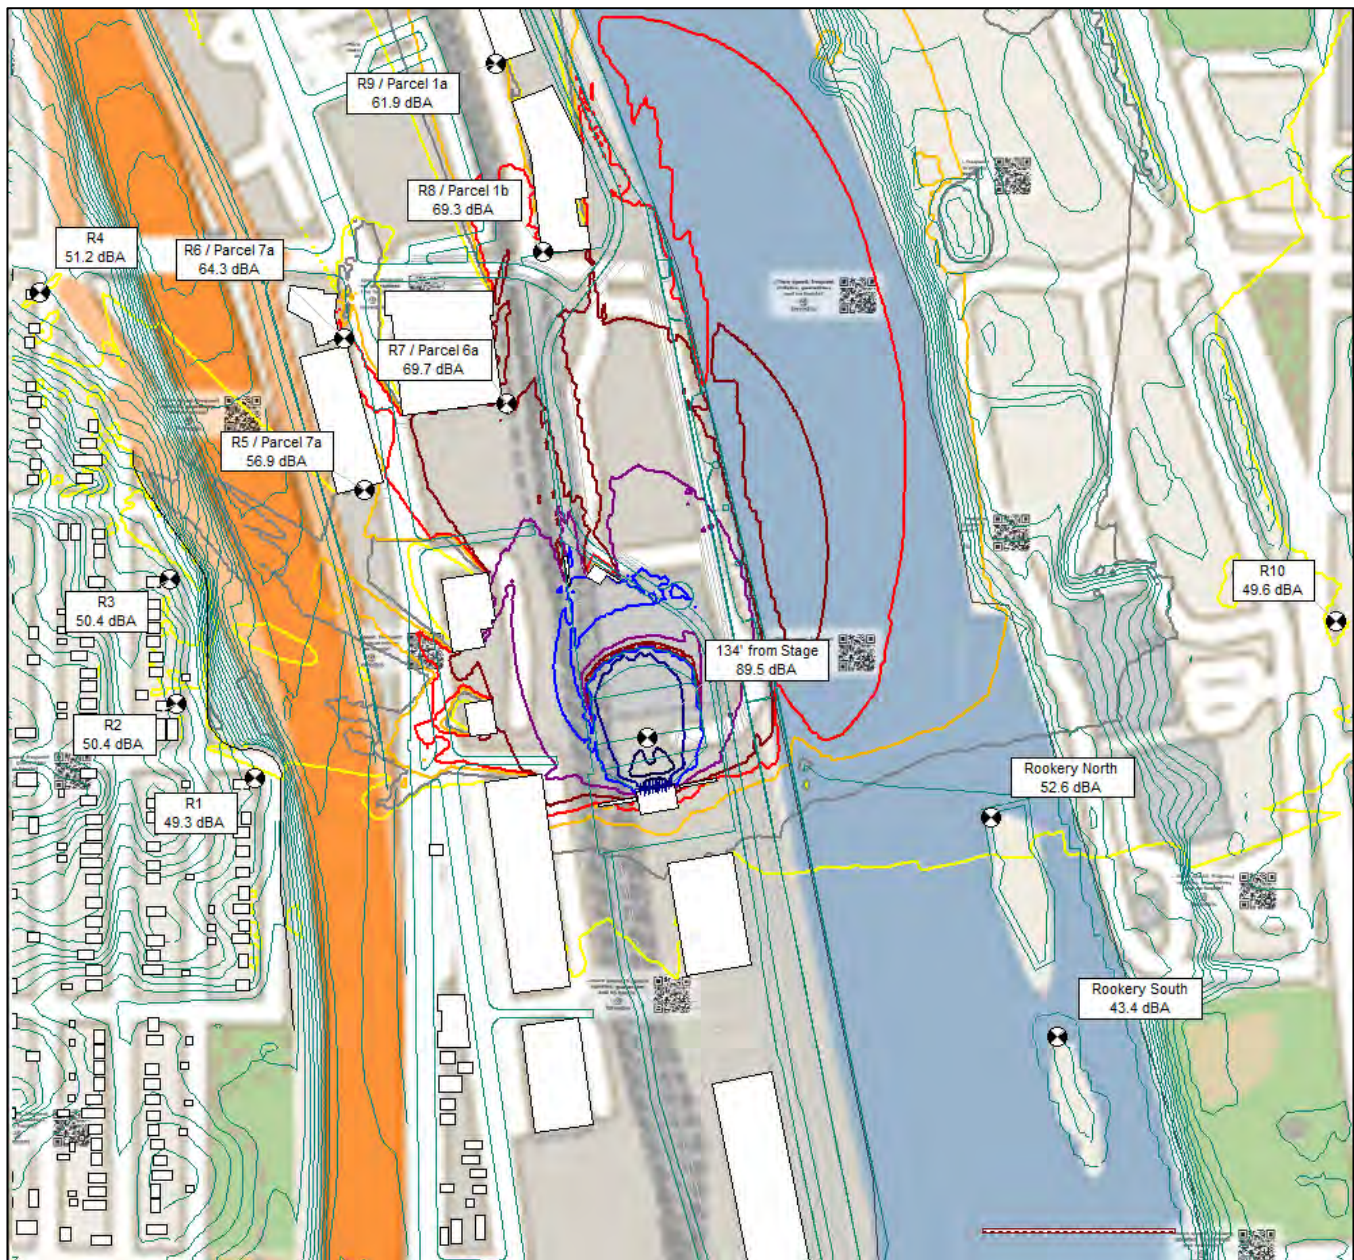 R9 / Parcel 1a
61.9 dBA
R8 / Parcel 1b
69.3 dBA
R4
51.2 dBA
R6 / Parcel 7a
64.3 dBA
R7 / Parcel 6a
69.7 dBA
R5 / Parcel 7a
56.9 dBA
R3
50.4 dBA
R10
49.6 dBA
134' from Stage
89.5 dBA
R2
50.4 dBA
R1
49.3 dBA
Rookery North
52.6 dBA
Rookery South
43.4 dBA